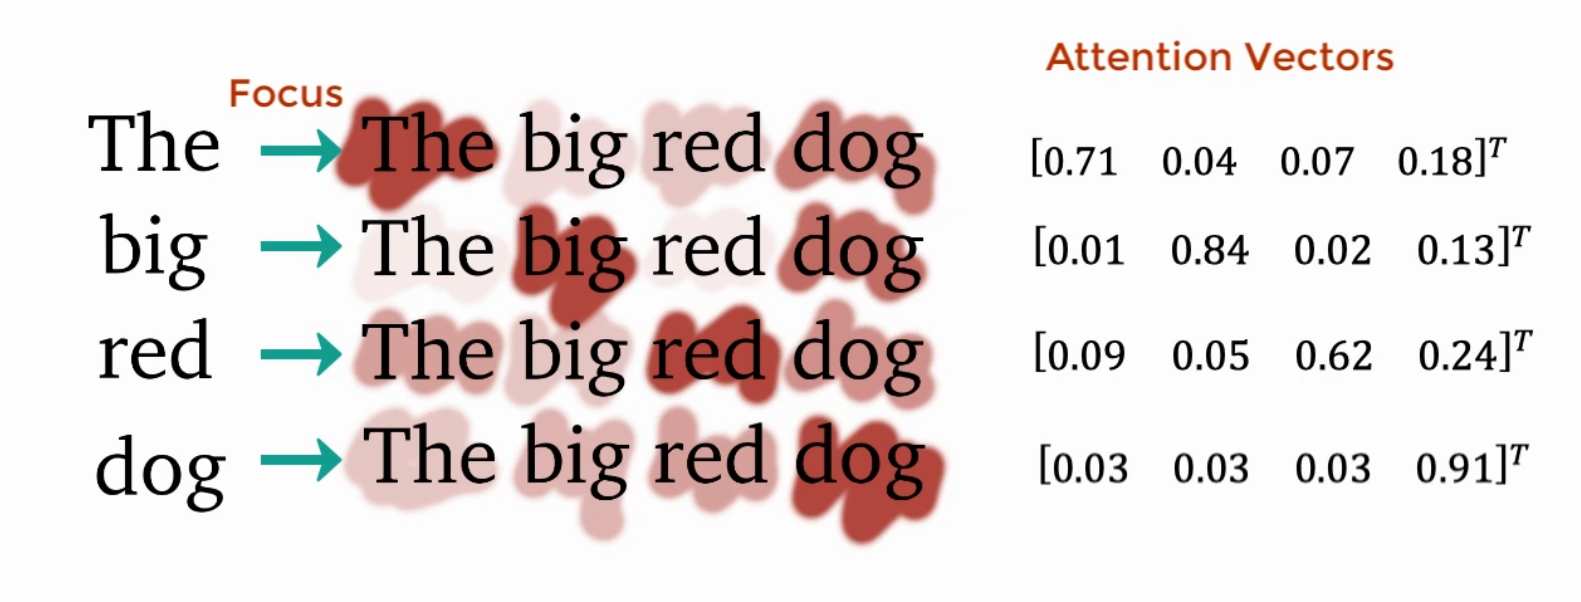 Attention Vectors
Focus
The → The big red dog [0.71 0.04 0.07 0.18]ᵀ
big → The big red dog [0.01 0.84 0.02 0.13]ᵀ
red → The big red dog [0.09 0.05 0.62 0.24]ᵀ
dog → The big red dog [0.03 0.03 0.03 0.91]ᵀ